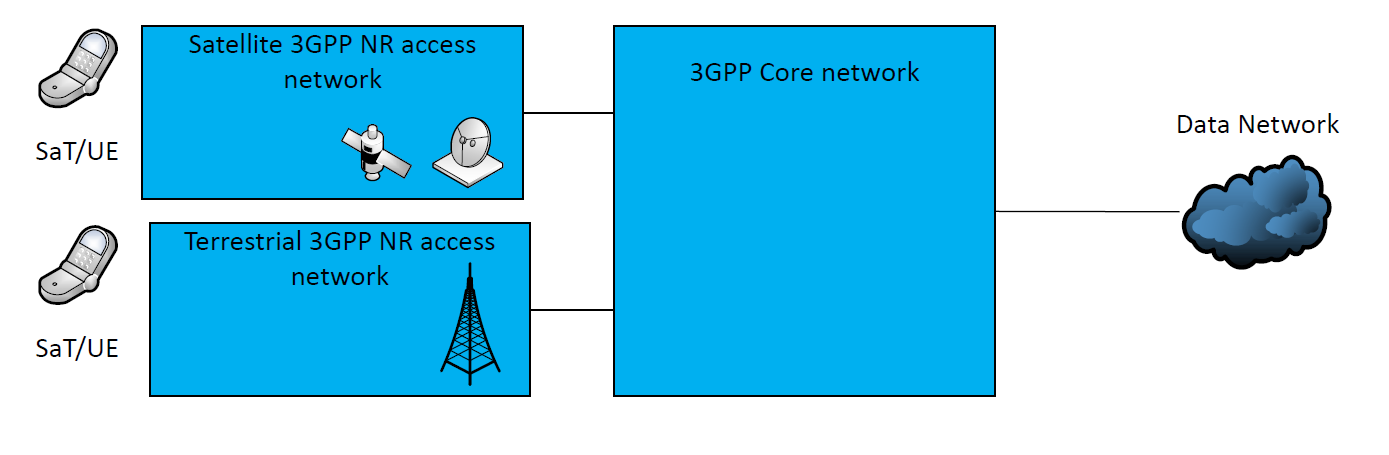 Satellite 3GPP NR access
network
SaT/UE
Terrestrial 3GPP NR access
network
SaT/UE
3GPP Core network
Data Network